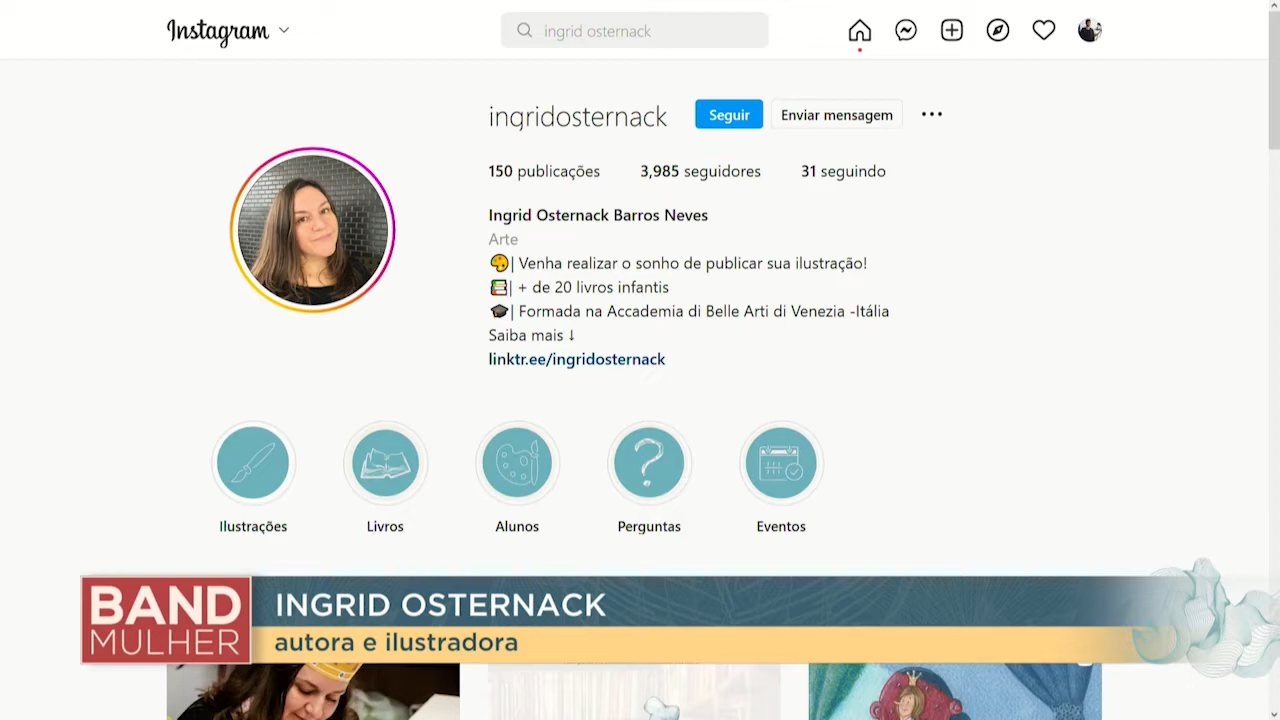 Instagram
ingrid osternack
ingridosternack
Seguir
Enviar mensagem
150 publicações
3,985 seguidores
31 seguindo
Ingrid Osternack Barros Neves
Arte
🎨| Venha realizar o sonho de publicar sua ilustração!
📚| + de 20 livros infantis
🎓| Formada na Accademia di Belle Arti di Venezia -Itália
Saiba mais ↓
linktr.ee/ingridosternack
Ilustrações
Livros
Alunos
Perguntas
Eventos
BAND
MULHER
INGRID OSTERNACK
autora e ilustradora